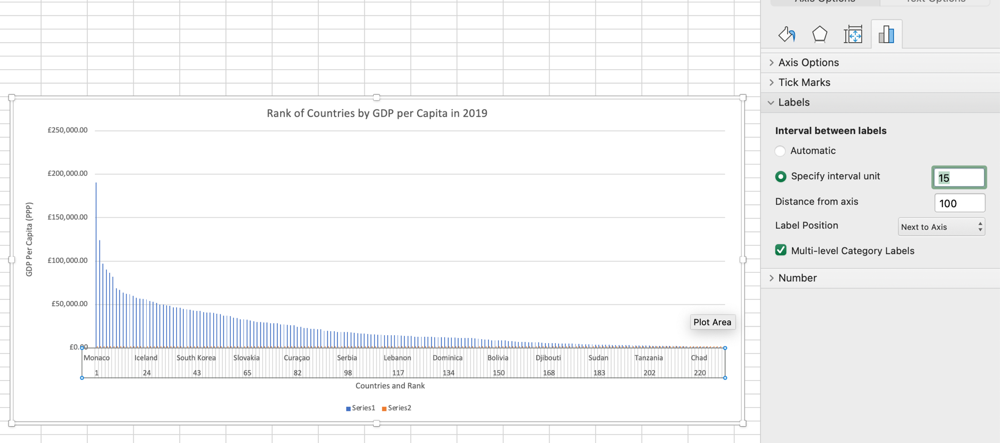 Axis Options
Text Options
Axis Options
Tick Marks
Labels
Interval between labels
Automatic
Specify interval unit 15
Distance from axis 100
Label Position Next to Axis
Multi-level Category Labels
Number
Rank of Countries by GDP per Capita in 2019
GDP Per Capita (PPP)
£250,000.00
£200,000.00
£150,000.00
£100,000.00
£50,000.00
£0.00
Plot Area
Monaco Iceland South Korea Slovakia Curaçao Serbia Lebanon Dominica Bolivia Djibouti Sudan Tanzania Chad
1 24 43 65 82 98 117 134 150 168 183 202 220
Countries and Rank
Series1 Series2